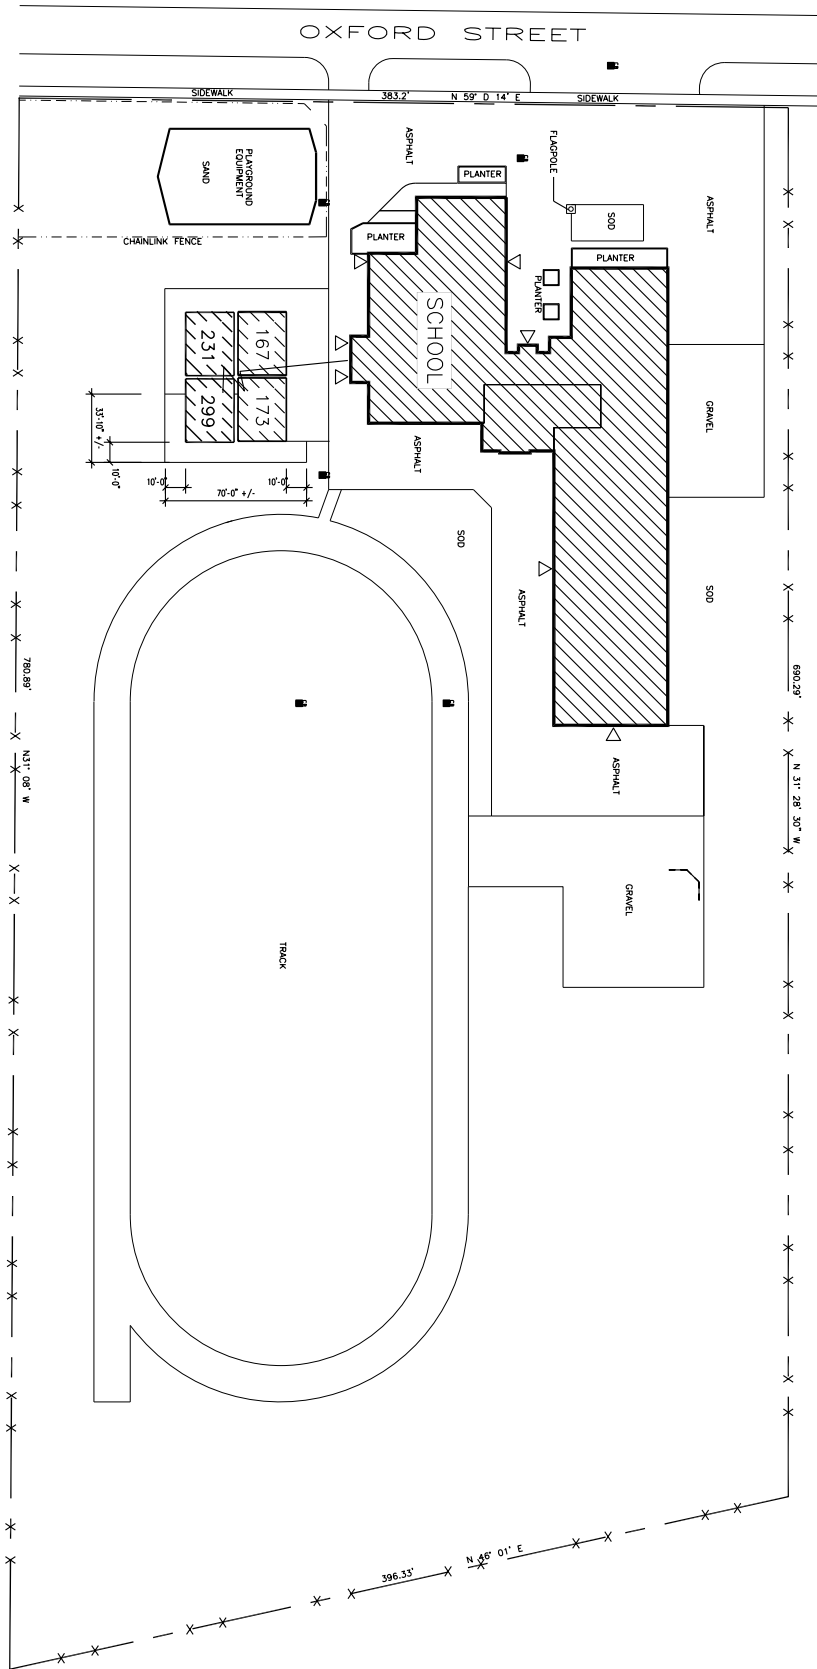 OXFORD STREET
SIDEWALK
383.2' N 59° D 14' E
SIDEWALK
ASPHALT
FLAGPOLE
PLAYGROUND
EQUIPMENT
SAND
PLANTER
ASPHALT
SOD
PLANTER
CHAINLINK FENCE
PLANTER
PLANTER
SCHOOL
231
167
299
173
GRAVEL
33'-10" +/-
10'-0"
ASPHALT
10'-0"
10'-0"
70'-0" +/-
SOD
ASPHALT
SOD
780.89'
690.29'
N31° 08' W
ASPHALT
N 31° 28' 30" W
GRAVEL
TRACK
396.33'
N 46° 01' E